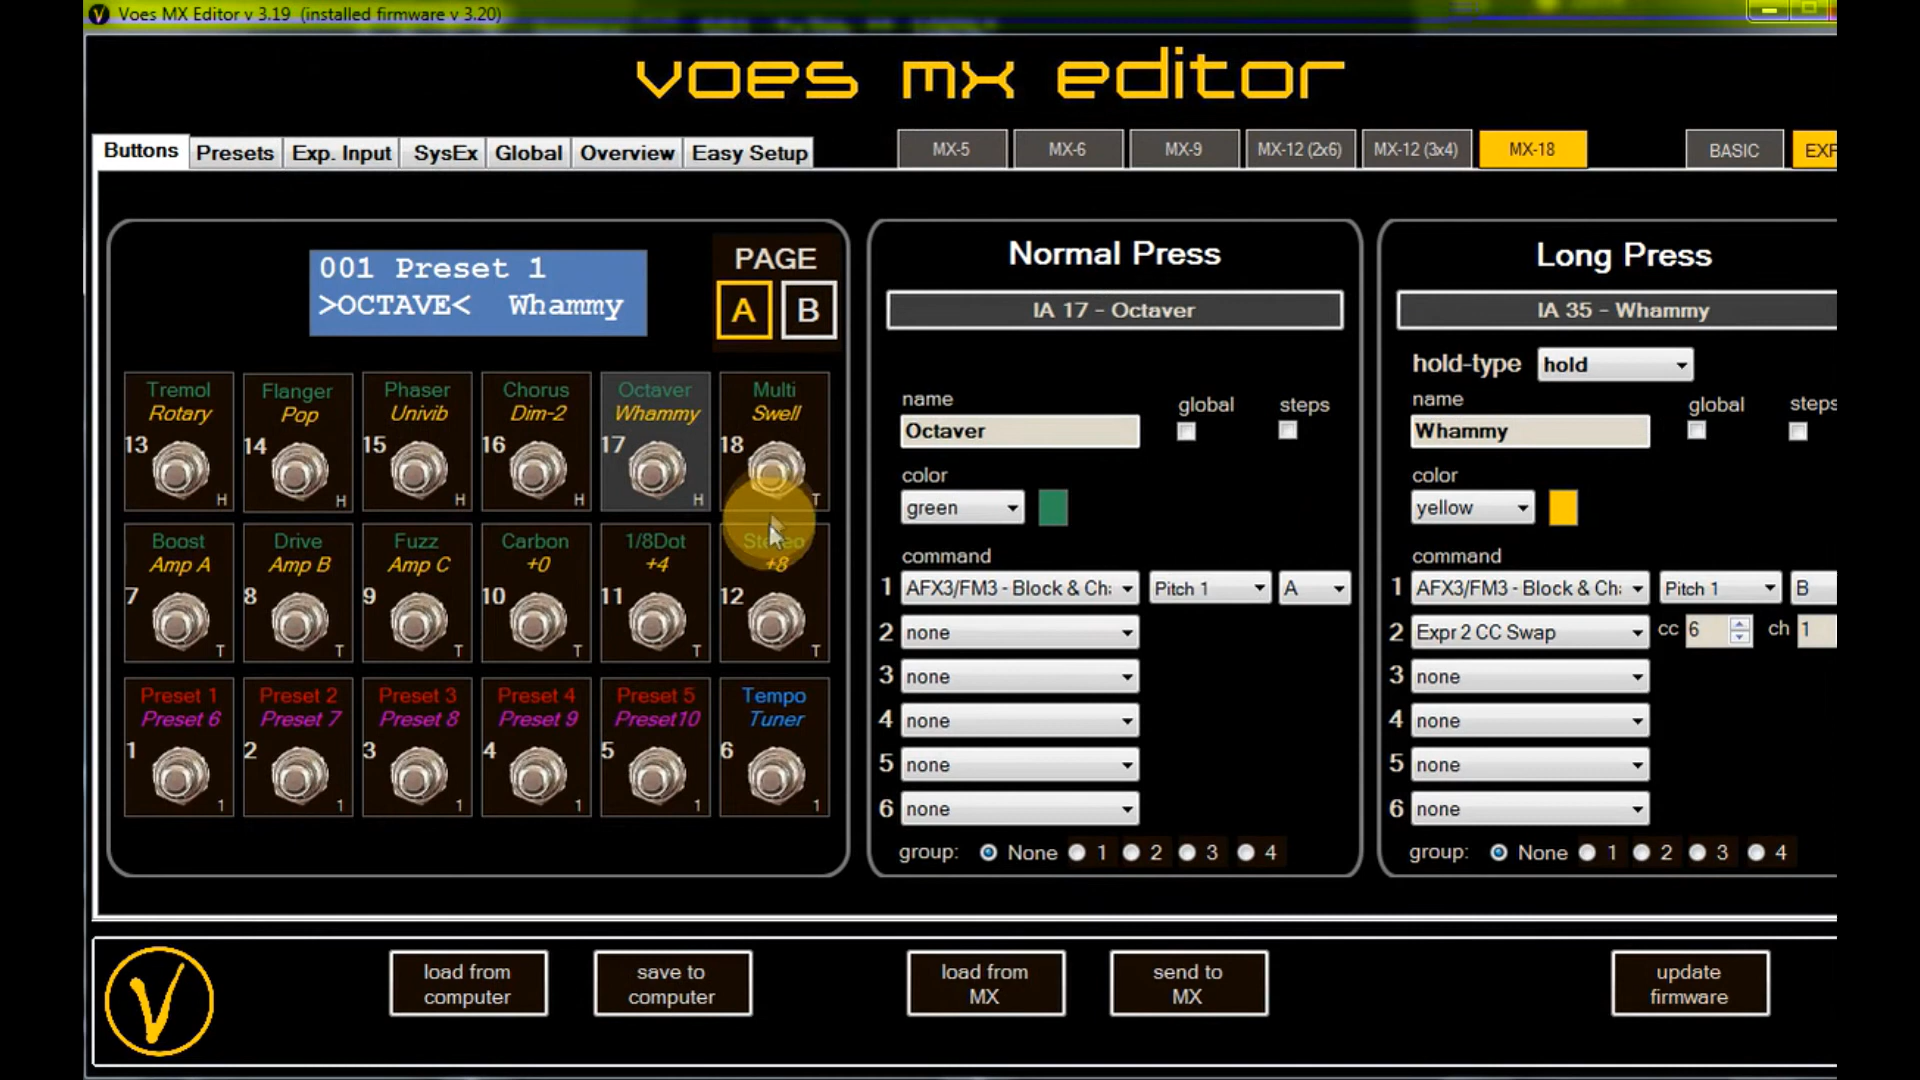 Voes MX Editor v 3.19 (installed firmware v 3.20)
voes mx editor
Buttons Presets Exp. Input SysEx Global Overview Easy Setup
MX-5 MX-6 MX-9 MX-12 (2x6) MX-12 (3x4) MX-18 BASIC EXP
001 Preset 1
>OCTAVE< Whammy
PAGE
A B
Tremol Flanger Phaser Chorus Octaver Multi
Rotary Pop Univib Dim-2 Whammy Swell
13 14 15 16 17 18
H H H H H T
Boost Drive Fuzz Carbon 1/8Dot Stereo
Amp A Amp B Amp C +0 +4 +8
7 8 9 10 11 12
T T T T T T
Preset 1 Preset 2 Preset 3 Preset 4 Preset 5 Tempo
Preset 6 Preset 7 Preset 8 Preset 9 Preset10 Tuner
1 2 3 4 5 6
1 1 1 1 1 1
Normal Press
IA 17 - Octaver
name global steps
Octaver
color
green
command
1 AFX3/FM3 - Block & Ch: Pitch 1 A
2 none
3 none
4 none
5 none
6 none
group: None 1 2 3 4
Long Press
IA 35 - Whammy
hold-type hold
name global steps
Whammy
color
yellow
command
1 AFX3/FM3 - Block & Ch: Pitch 1 B
2 Expr 2 CC Swap cc 6 ch 1
3 none
4 none
5 none
6 none
group: None 1 2 3 4
V
load from
computer
save to
computer
load from
MX
send to
MX
update
firmware